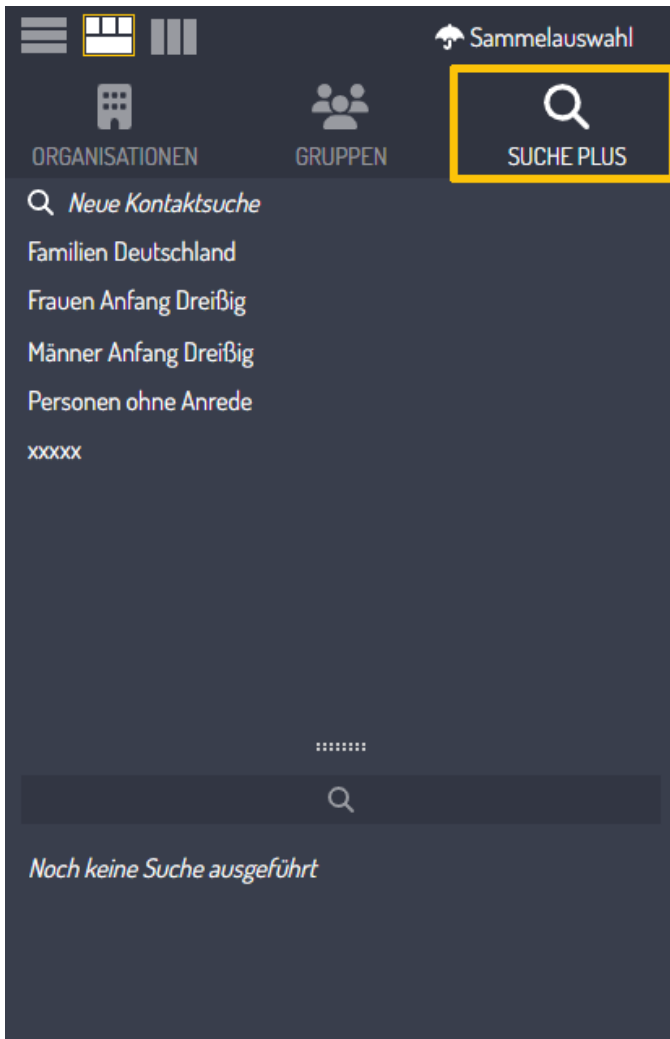 Sammelauswahl
ORGANISATIONEN GRUPPEN SUCHE PLUS
Neue Kontaktsuche
Familien Deutschland
Frauen Anfang Dreißig
Männer Anfang Dreißig
Personen ohne Anrede
xxxxx
Noch keine Suche ausgeführt